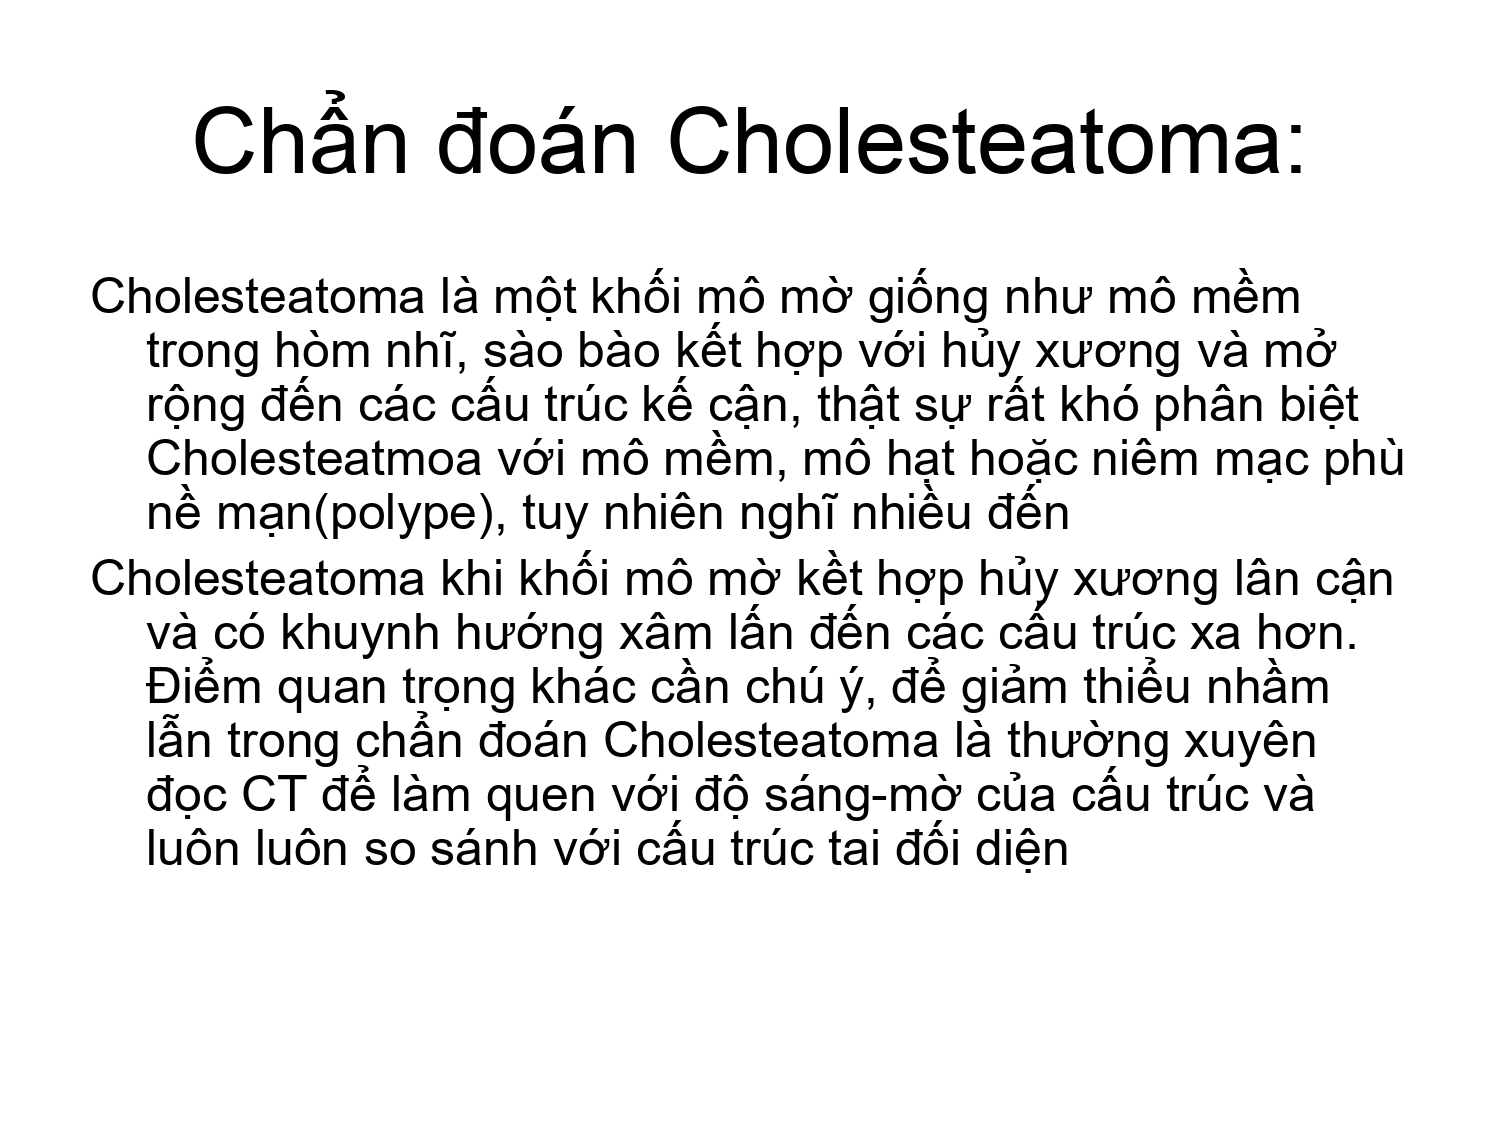 Chẩn đoán Cholesteatoma:
Cholesteatoma là một khối mô mờ giống như mô mềm
trong hòm nhĩ, sào bào kết hợp với hủy xương và mở
rộng đến các cấu trúc kế cận, thật sự rất khó phân biệt
Cholesteatmoa với mô mềm, mô hạt hoặc niêm mạc phù
nề mạn(polype), tuy nhiên nghĩ nhiều đến
Cholesteatoma khi khối mô mờ kềt hợp hủy xương lân cận
và có khuynh hướng xâm lấn đến các cấu trúc xa hơn.
Điểm quan trọng khác cần chú ý, để giảm thiểu nhầm
lẫn trong chẩn đoán Cholesteatoma là thường xuyên
đọc CT để làm quen với độ sáng-mờ của cấu trúc và
luôn luôn so sánh với cấu trúc tai đối diện